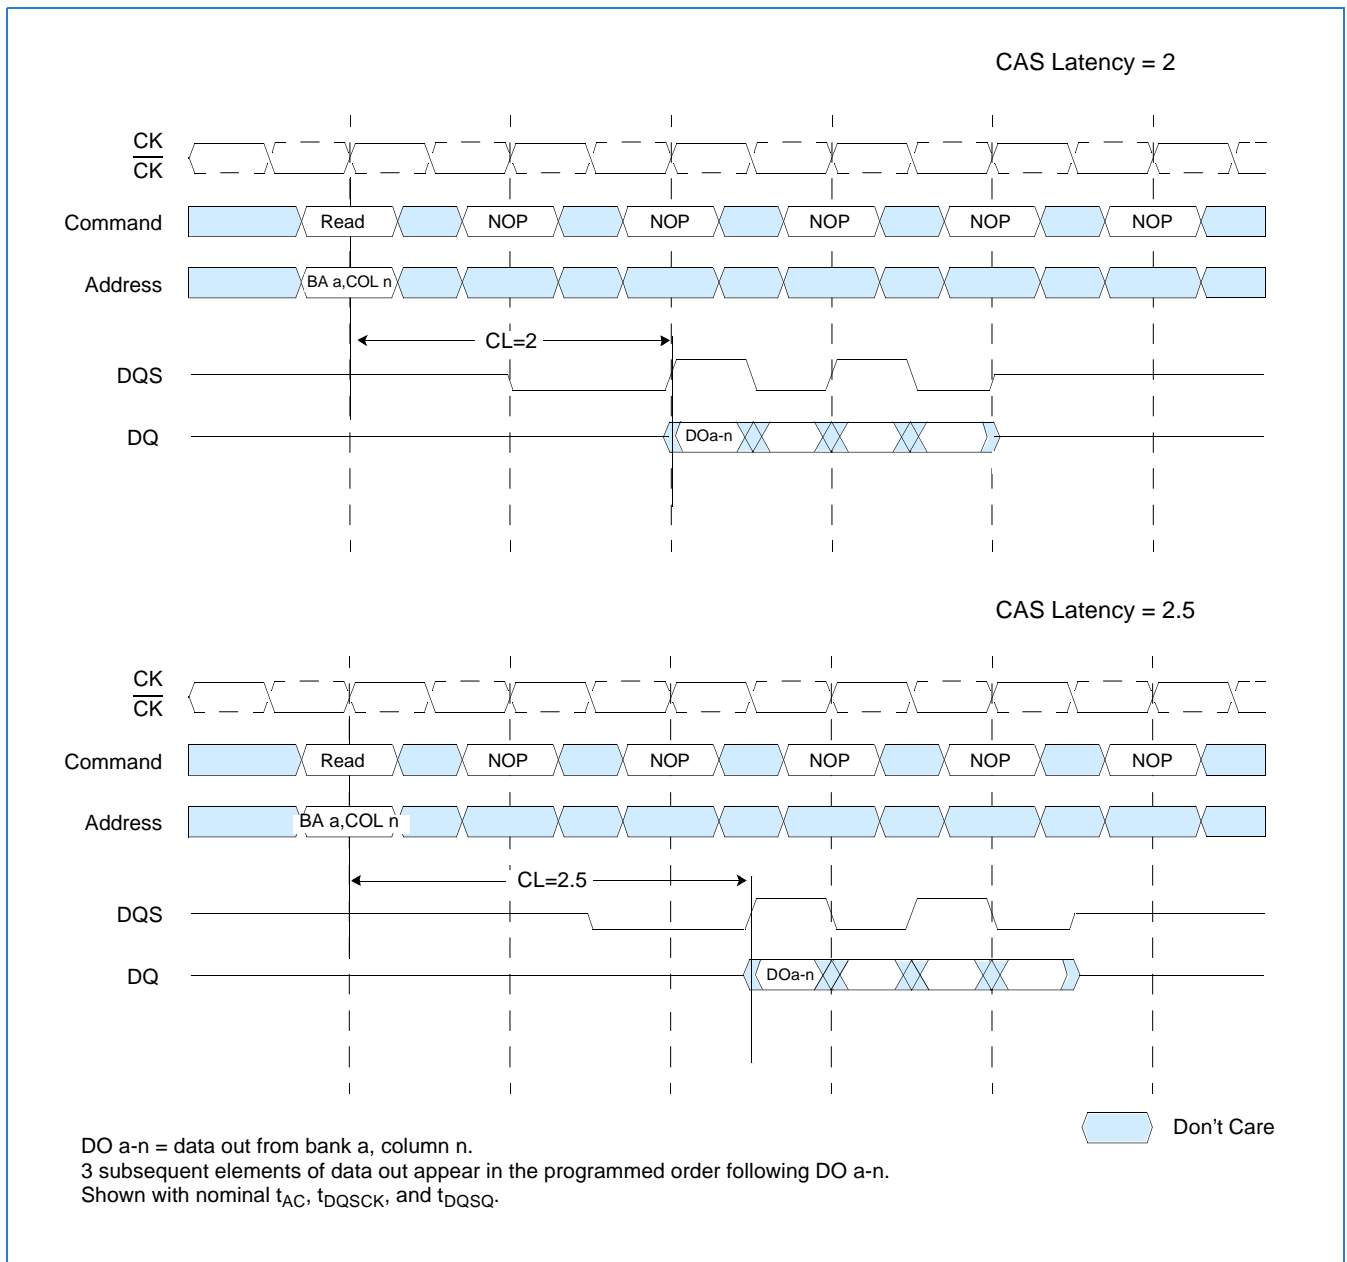 CAS Latency = 2
CK
CK
Command
Read
NOP
NOP
NOP
NOP
NOP
Address
BA a,COL n
CL=2
DQS
DQ
DOa-n
CAS Latency = 2.5
CK
CK
Command
Read
NOP
NOP
NOP
NOP
NOP
Address
BA a,COL n
CL=2.5
DQS
DQ
DOa-n
Don't Care
DO a-n = data out from bank a, column n.
3 subsequent elements of data out appear in the programmed order following DO a-n.
Shown with nominal tAC, tDQSCK, and tDQSQ.